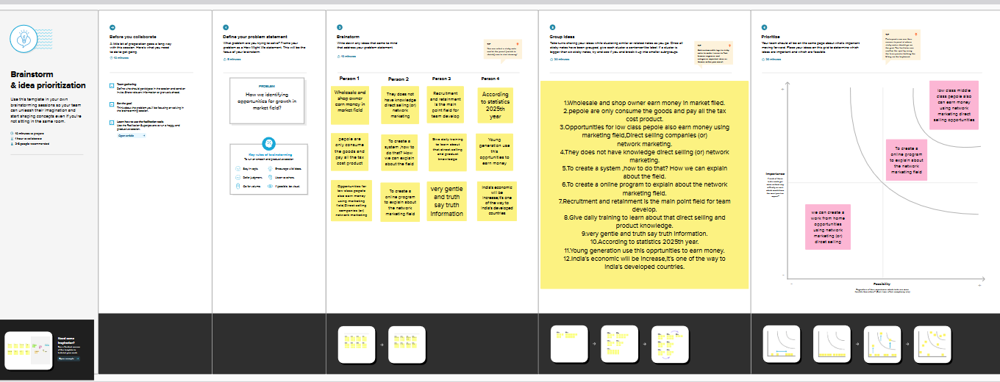 Brainstorm
& idea prioritization
Use this template in your own
brainstorming sessions so your team
can unleash their imagination and
start shaping concepts even if you're
not sitting in the same room.
10 minutes to prepare
1 hour to collaborate
2-8 people recommended
Need some
inspiration?
Before you collaborate
A little bit of preparation goes a long way
with this session. Here's what you need
to do to get going.
10 minutes
Team gathering
Define who should participate in the session and send an
invite. Share relevant information or pre-work ahead.
Set the goal
Think about the problem you'll be focusing on solving in
the brainstorming session.
Learn how to use the facilitation tools
Use the Facilitation Superpowers to run a happy and
productive session.
Open article
Define your problem statement
What problem are you trying to solve? Frame your
problem as a How Might We statement. This will be the
focus of your brainstorm.
5 minutes
PROBLEM
How we identifying
opportunities for growth in
market field?
Key rules of brainstorming
To run an smooth and productive session
Stay in topic.
Encourage wild ideas.
Defer judgment.
Listen to others.
Go for volume.
If possible, be visual.
Brainstorm
Write down any ideas that come to mind
that address your problem statement.
10 minutes
TIP
Person 1
Person 2
Person 3
Person 4
Wholesale and
shop owner
earn money in
market field
They does not
have knowledge
direct selling (or)
network
marketing
Recruitment
and retainment
is the main
point field for
team develop
According
to statistics
2025th
year
pepole are
only consume
the goods and
pay all the tax
cost product
To create a
system ,how to
do that? How
we can explain
about the field
Give daily training
to learn about
that direct selling
and product
knowledge
Young
generation use
this
opprtunities to
earn money
Opportunities for
low class pepole
also earn money
using marketing
field,Direct selling
companies (or)
network marketing
To create a
online program
to explain about
the network
marketing field
very gentle
and truth
say truth
information
India's economic
will be
increase,it's one
of the way to
India's developed
countries
Group ideas
Take turns sharing your ideas while clustering similar or related notes as you go. Once all
sticky notes have been grouped, give each cluster a sentence-like label. If a cluster is
bigger than six sticky notes, try and see if you and break it up into smaller sub-groups.
20 minutes
TIP
1.Wholesale and shop owner earn money in market filed.
2.pepole are only consume the goods and pay all the tax
cost product.
3.Opportunities for low class pepole also earn money using
marketing field,Direct selling companies (or)
network marketing.
4.They does not have knowledge direct selling (or) network
marketing.
5.To create a system ,how to do that? How we can explain
about the field.
6.To create a online program to explain about the network
marketing field.
7.Recruitment and retainment is the main point field for team
develop.
8.Give daily training to learn about that direct selling and
product knowledge.
9.very gentle and truth say truth information.
10.According to statistics 2025th year.
11.Young generation use this opprtunities to earn money.
12.India's economic will be increase,it's one of the way to
India's developed countries.
Prioritize
Your team should all be on the same page about what's important
moving forward. Place your ideas on this grid to determine which
ideas are important and which are feasible.
20 minutes
TIP
low class middle
class pepole also
can earn money
using network
marketing direct
selling opportunities
To create a
online program
to explain about
the network
marketing field
we can create a
work from home
opportunities
using network
marketing (or)
direct selling
Importance
Feasibility